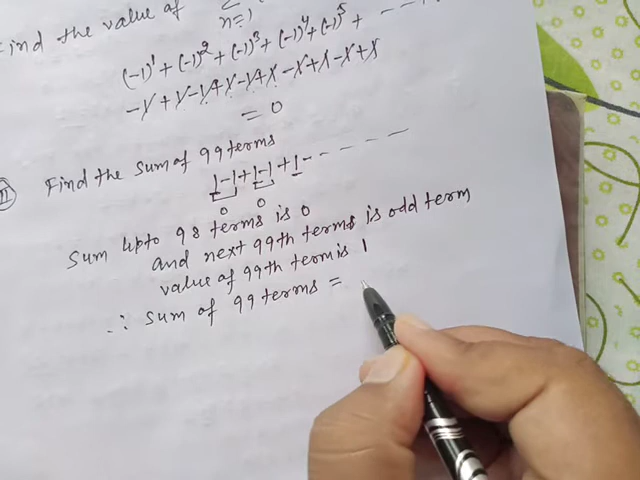 Find the value of Σ
n=1
(-1)¹ + (-1)² + (-1)³ + (-1)⁴ + (-1)⁵ + - - - .
-1 + 1 - 1 + 1 - 1 + 1 - 1 + 1 - 1 + 1
= 0
II Find the sum of 99 terms
1 - 1 + 1 - 1 + 1 - - - - - -
0 0
Sum upto 98 terms is 0
and next 99th terms is odd term
value of 99th term is 1
∴ Sum of 99 terms =